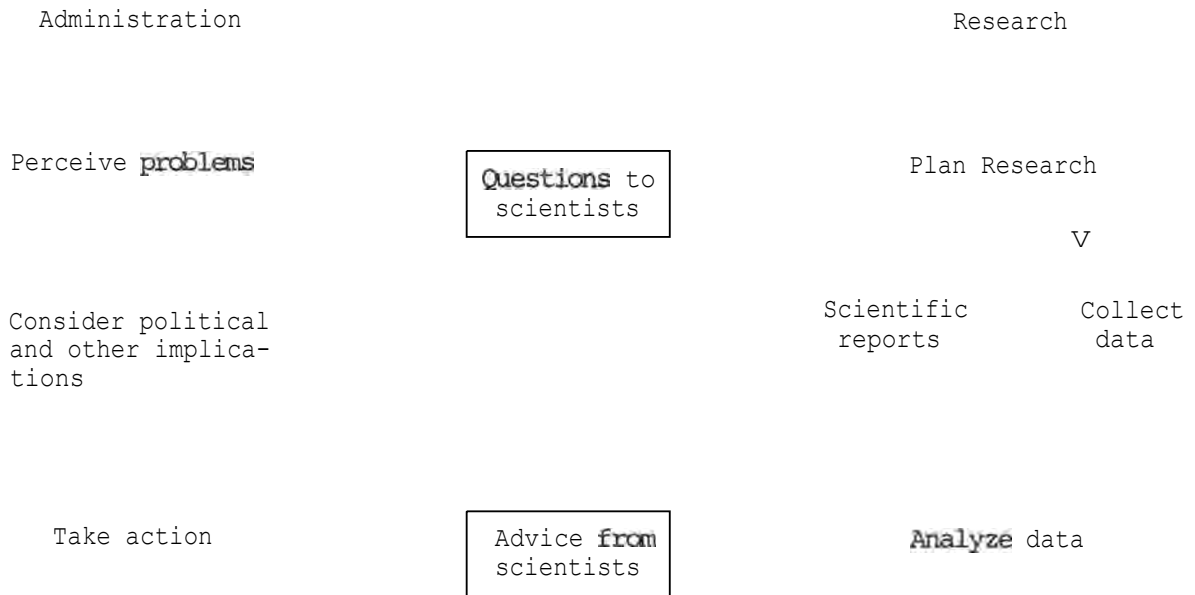 Administration
Research
Perceive problems
Questions to
scientists
Plan Research
V
Scientific
reports
Collect
data
Consider political
and other implica-
tions
Take action
Advice from
scientists
Analyze data